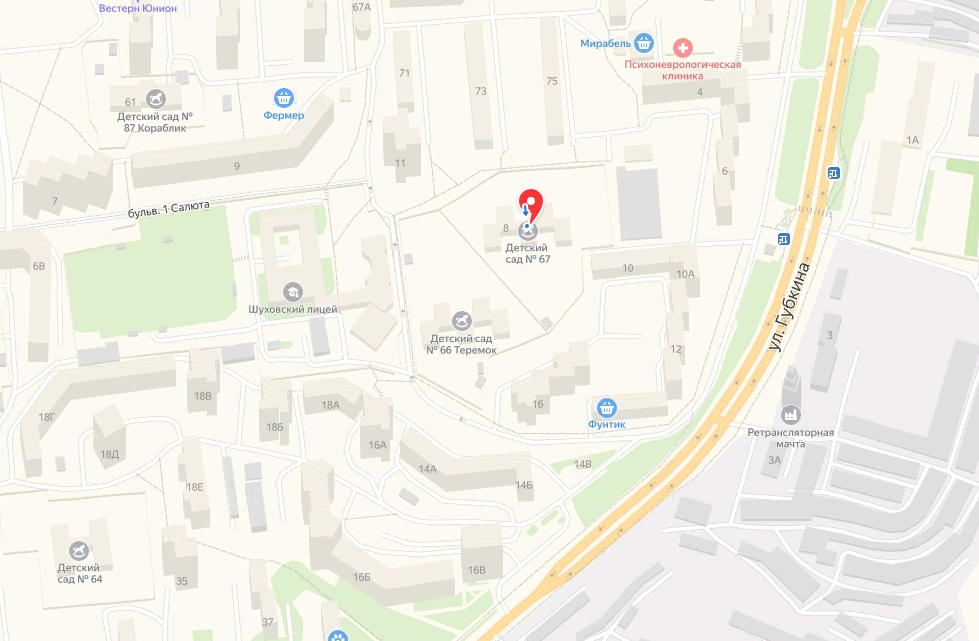 Вестерн Юнион
67А
Мирабель
Психоневрологическая
клиника
71
73
75
4
61
Детский сад №
87 Кораблик
Фермер
1А
9
11
6
7
бульв. 1 Салюта
8
Детский
сад № 67
6В
10
10А
ул. Губкина
Шуховский лицей
Детский сад
№ 66 Теремок
3
12
18В
18Г
18А
16
Фунтик
18Б
Ретрансляторная
мачта
16А
18Д
14А
14В
3А
14Б
18Е
Детский
сад № 64
35
16Б
16В
37